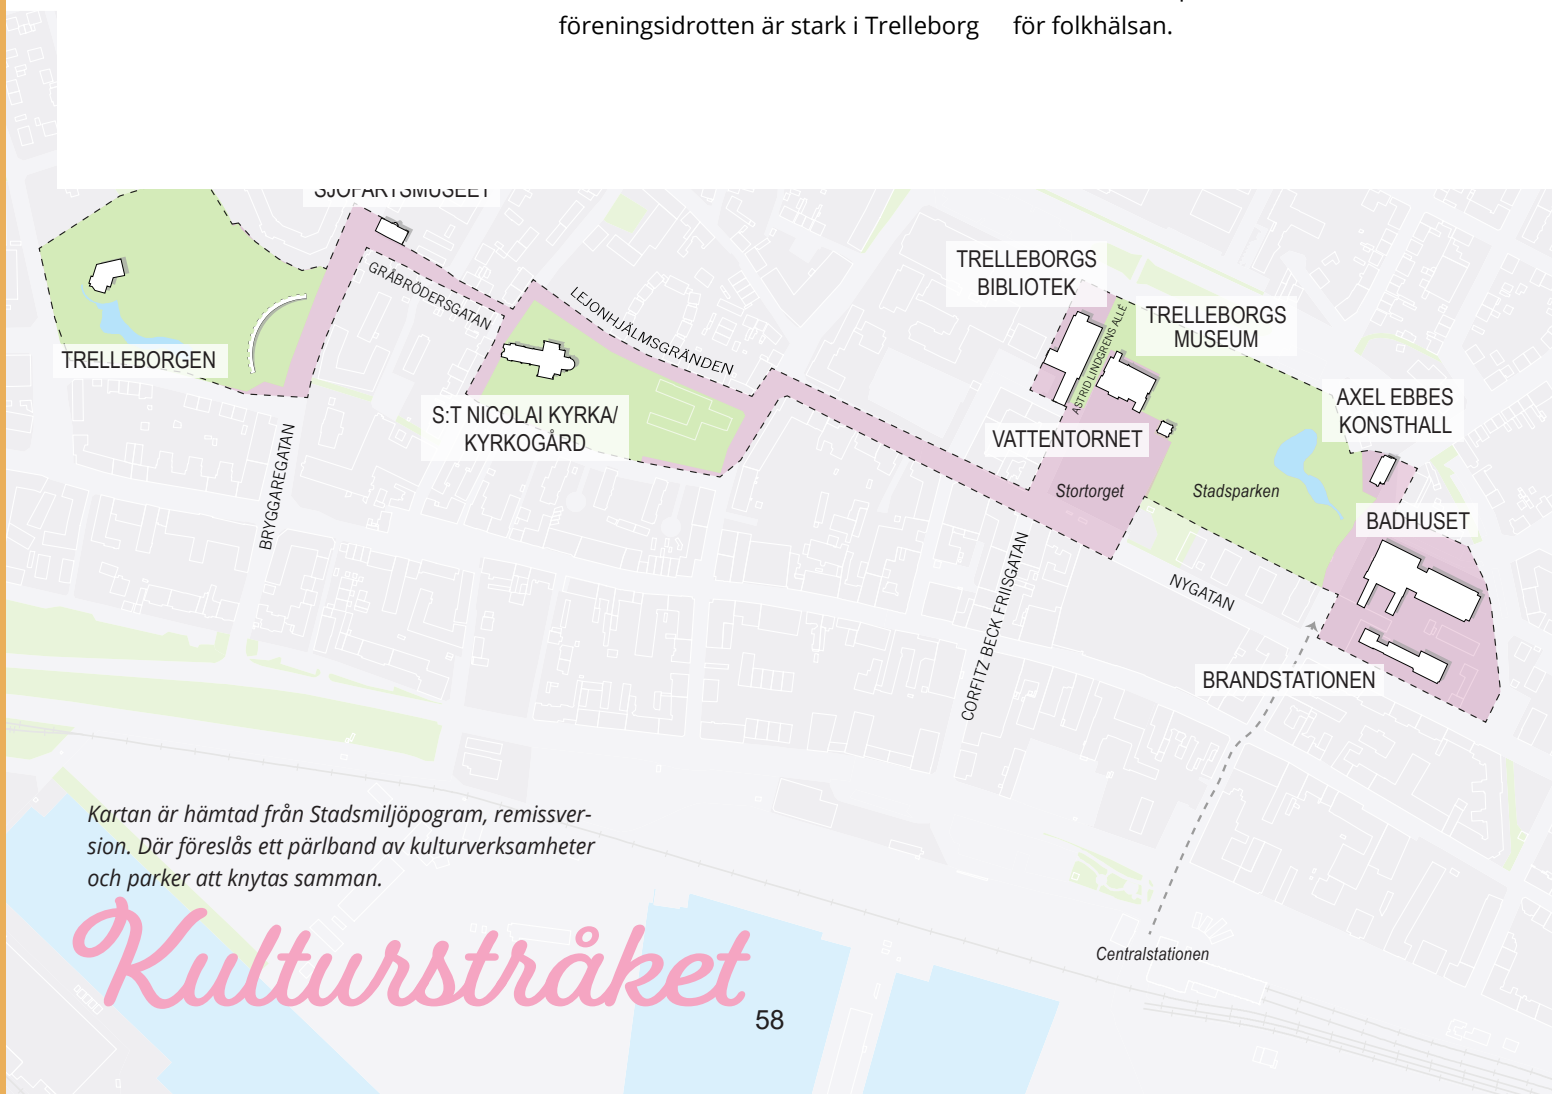 föreningsidrotten är stark i Trelleborg
för folkhälsan.
SJÖFARTSMUSEET
GRÅBRÖDERSGATAN
LEJONHJÄLMSGRÄNDEN
TRELLEBORGS
BIBLIOTEK
ASTRID LINDGRENS ALLÉ
TRELLEBORGS
MUSEUM
TRELLEBORGEN
AXEL EBBES
KONSTHALL
S:T NICOLAI KYRKA/
KYRKOGÅRD
VATTENTORNET
BRYGGAREGATAN
Stortorget
Stadsparken
BADHUSET
CORFITZ BECK FRIISGATAN
NYGATAN
BRANDSTATIONEN
Kartan är hämtad från Stadsmiljöpogram, remissver-
sion. Där föreslås ett pärlband av kulturverksamheter
och parker att knytas samman.
Kulturstråket
Centralstationen
58